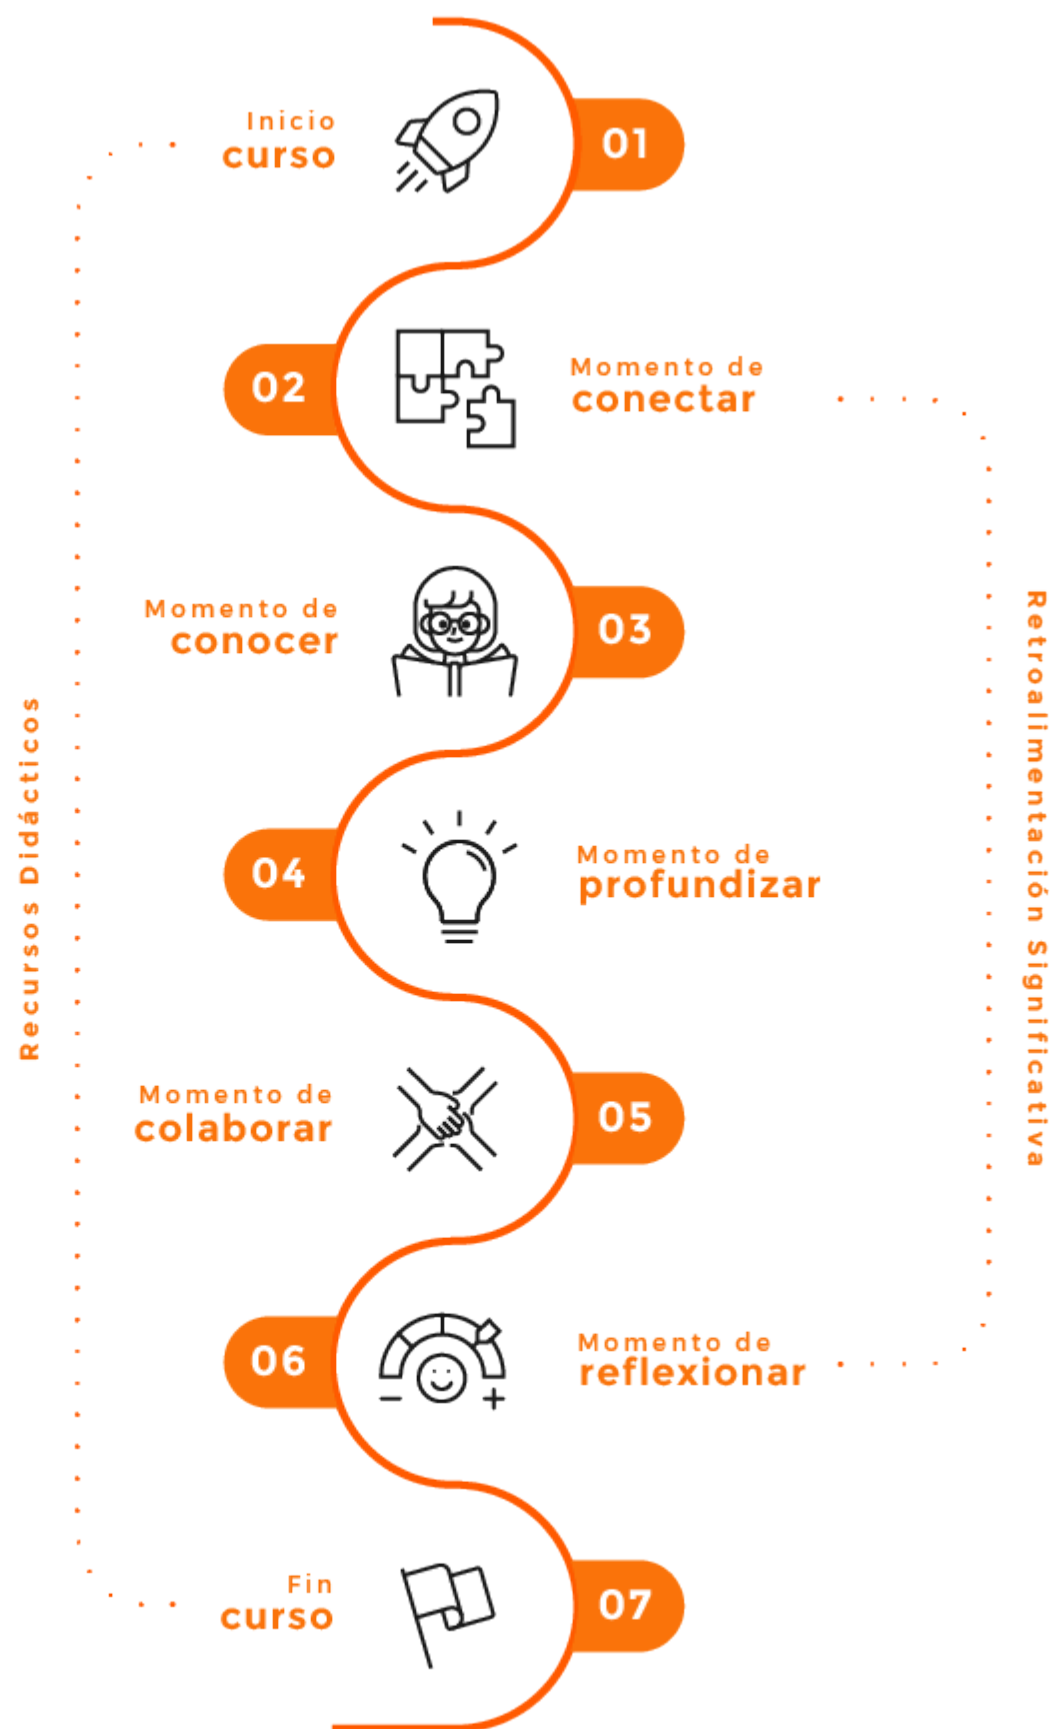 Inicio
curso
01
02
Momento de
conectar
Momento de
conocer
03
04
Momento de
profundizar
Momento de
colaborar
05
06
Momento de
reflexionar
Fin
curso
07
Recursos Didácticos
Retroalimentación Significativa